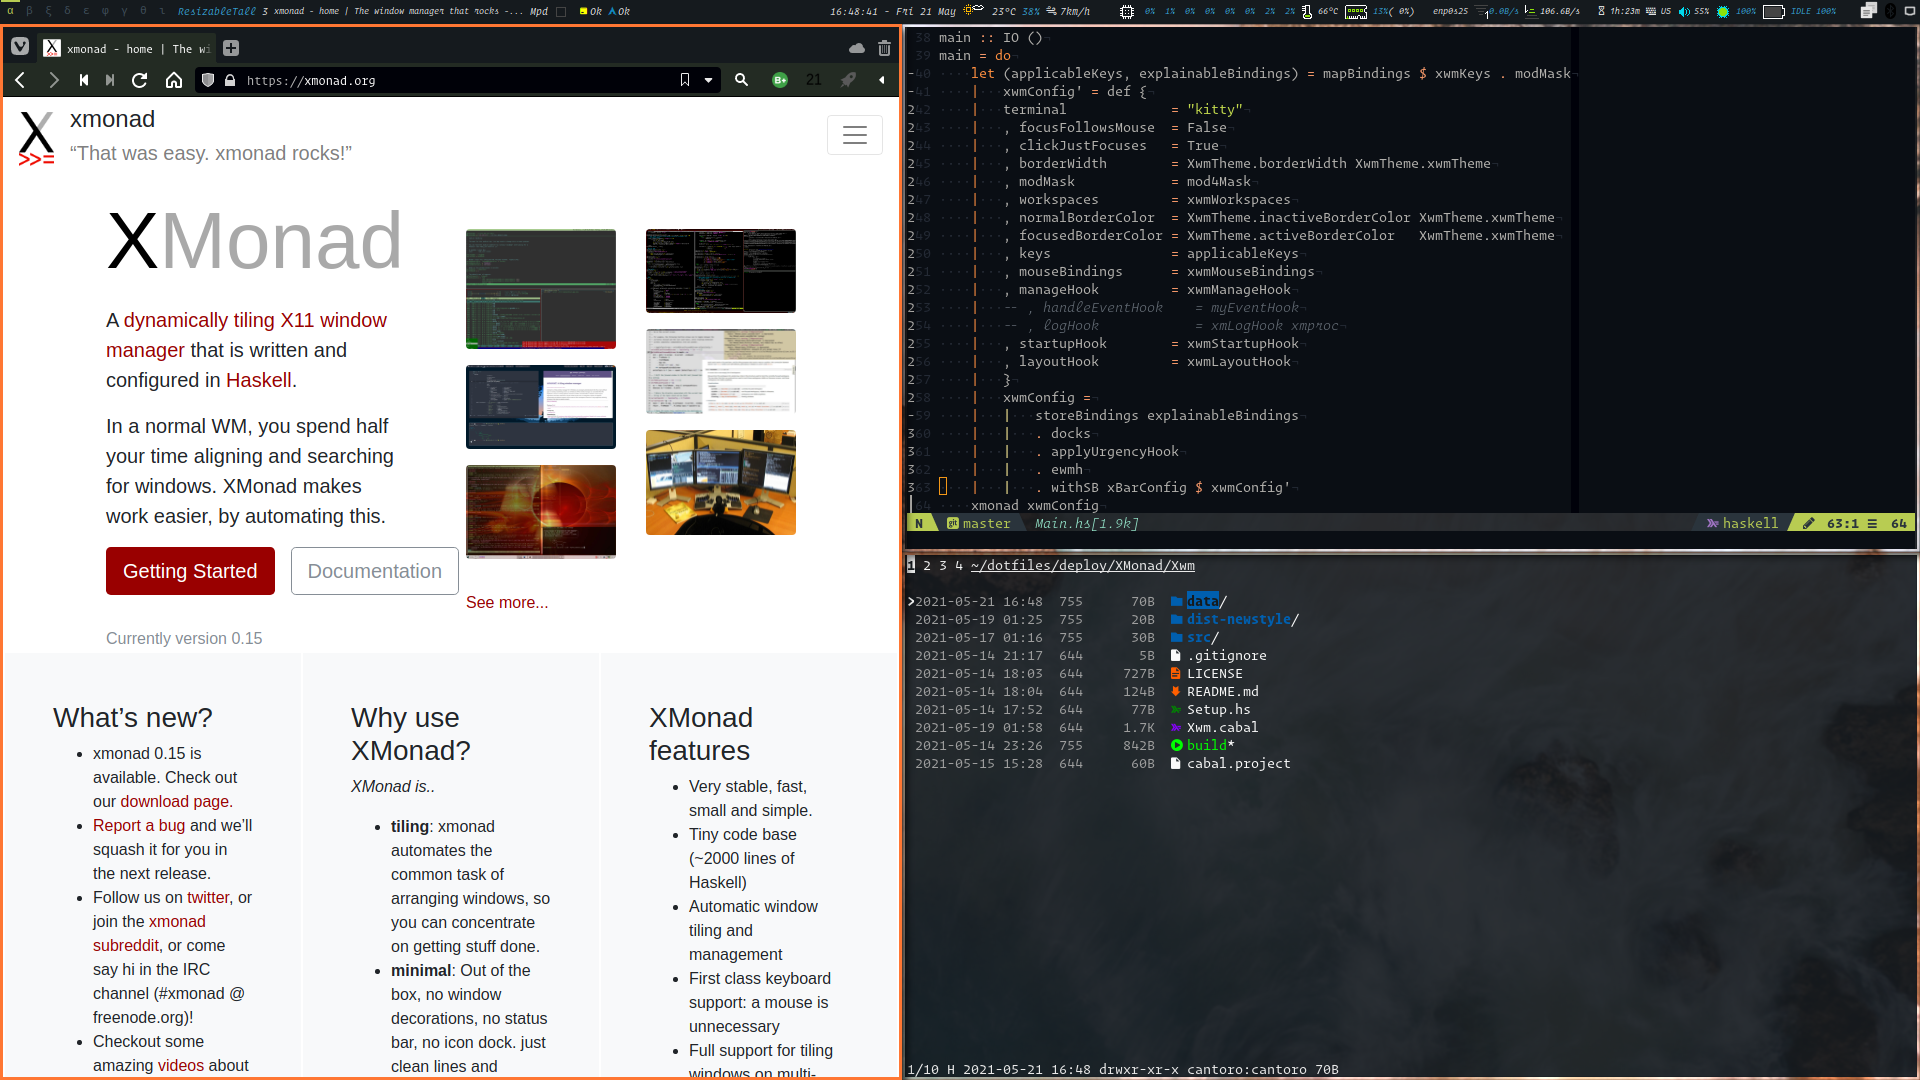 α β ξ δ ε φ γ θ ι ResizableTall 3 xmonad - home | The window manager that rocks -... Mpd Ok Ok 16:48:41 - Fri 21 May 23°C 38% 7km/h 0% 1% 0% 0% 0% 0% 2% 2% 66°C 13%( 0%) enp0s25 0.0B/s 106.6B/s 1h:23m US 55% 100% IDLE 100%
xmonad - home | The wi
https://xmonad.org
21
xmonad
“That was easy. xmonad rocks!”
XMonad
A dynamically tiling X11 window
manager that is written and
configured in Haskell.
In a normal WM, you spend half
your time aligning and searching
for windows. XMonad makes
work easier, by automating this.
Getting Started
Documentation
Currently version 0.15
See more...
What’s new?
xmonad 0.15 is
available. Check out
our download page.
Report a bug and we’ll
squash it for you in
the next release.
Follow us on twitter, or
join the xmonad
subreddit, or come
say hi in the IRC
channel (#xmonad @
freenode.org)!
Checkout some
amazing videos about
Why use
XMonad?
XMonad is..
tiling: xmonad
automates the
common task of
arranging windows, so
you can concentrate
on getting stuff done.
minimal: Out of the
box, no window
decorations, no status
bar, no icon dock. just
clean lines and
XMonad
features
Very stable, fast,
small and simple.
Tiny code base
(~2000 lines of
Haskell)
Automatic window
tiling and
management
First class keyboard
support: a mouse is
unnecessary
Full support for tiling
windows on multi-
38 main :: IO ()
39 main = do
40 let (applicableKeys, explainableBindings) = mapBindings $ xwmKeys . modMask
41 xwmConfig' = def {
42 terminal = "kitty"
43 , focusFollowsMouse = False
44 , clickJustFocuses = True
45 , borderWidth = XwmTheme.borderWidth XwmTheme.xwmTheme
46 , modMask = mod4Mask
47 , workspaces = xwmWorkspaces
48 , normalBorderColor = XwmTheme.inactiveBorderColor XwmTheme.xwmTheme
49 , focusedBorderColor = XwmTheme.activeBorderColor XwmTheme.xwmTheme
50 , keys = applicableKeys
51 , mouseBindings = xwmMouseBindings
52 , manageHook = xwmManageHook
53 -- , handleEventHook = myEventHook
54 -- , logHook = xmLogHook xmproc
55 , startupHook = xwmStartupHook
56 , layoutHook = xwmLayoutHook
57 }
58 xwmConfig =
59 storeBindings explainableBindings
60 . docks
61 . applyUrgencyHook
62 . ewmh
63 . withSB xBarConfig $ xwmConfig'
64 xmonad xwmConfig
N master Main.hs[1.9k] haskell 63:1 64
1 2 3 4 ~/dotfiles/deploy/XMonad/Xwm
>2021-05-21 16:48 755 70B data/
2021-05-19 01:25 755 20B dist-newstyle/
2021-05-17 01:16 755 30B src/
2021-05-14 21:17 644 5B .gitignore
2021-05-14 18:03 644 727B LICENSE
2021-05-14 18:04 644 124B README.md
2021-05-14 17:52 644 77B Setup.hs
2021-05-19 01:58 644 1.7K Xwm.cabal
2021-05-14 23:26 755 842B build*
2021-05-15 15:28 644 60B cabal.project
1/10 H 2021-05-21 16:48 drwxr-xr-x cantoro:cantoro 70B